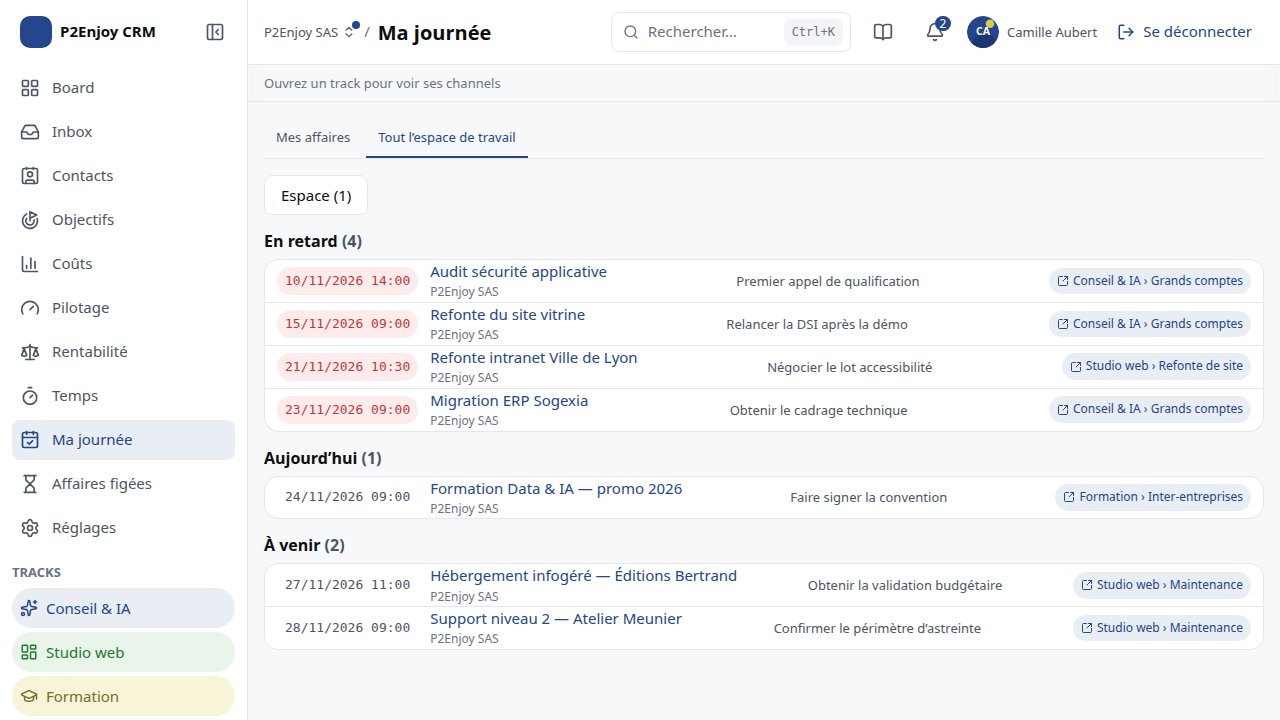 P2Enjoy CRM
Board
Inbox
Contacts
Objectifs
Coûts
Pilotage
Rentabilité
Temps
Ma journée
Affaires figées
Réglages
TRACKS
Conseil & IA
Studio web
Formation
P2Enjoy SAS / Ma journée
Rechercher... Ctrl+K
2
CA Camille Aubert
Se déconnecter
Ouvrez un track pour voir ses channels
Mes affaires Tout l’espace de travail
Espace (1)
En retard (4)
10/11/2026 14:00 Audit sécurité applicative Premier appel de qualification Conseil & IA › Grands comptes
P2Enjoy SAS
15/11/2026 09:00 Refonte du site vitrine Relancer la DSI après la démo Conseil & IA › Grands comptes
P2Enjoy SAS
21/11/2026 10:30 Refonte intranet Ville de Lyon Négocier le lot accessibilité Studio web › Refonte de site
P2Enjoy SAS
23/11/2026 09:00 Migration ERP Sogexia Obtenir le cadrage technique Conseil & IA › Grands comptes
P2Enjoy SAS
Aujourd’hui (1)
24/11/2026 09:00 Formation Data & IA — promo 2026 Faire signer la convention Formation › Inter-entreprises
P2Enjoy SAS
À venir (2)
27/11/2026 11:00 Hébergement infogéré — Éditions Bertrand Obtenir la validation budgétaire Studio web › Maintenance
P2Enjoy SAS
28/11/2026 09:00 Support niveau 2 — Atelier Meunier Confirmer le périmètre d’astreinte Studio web › Maintenance
P2Enjoy SAS